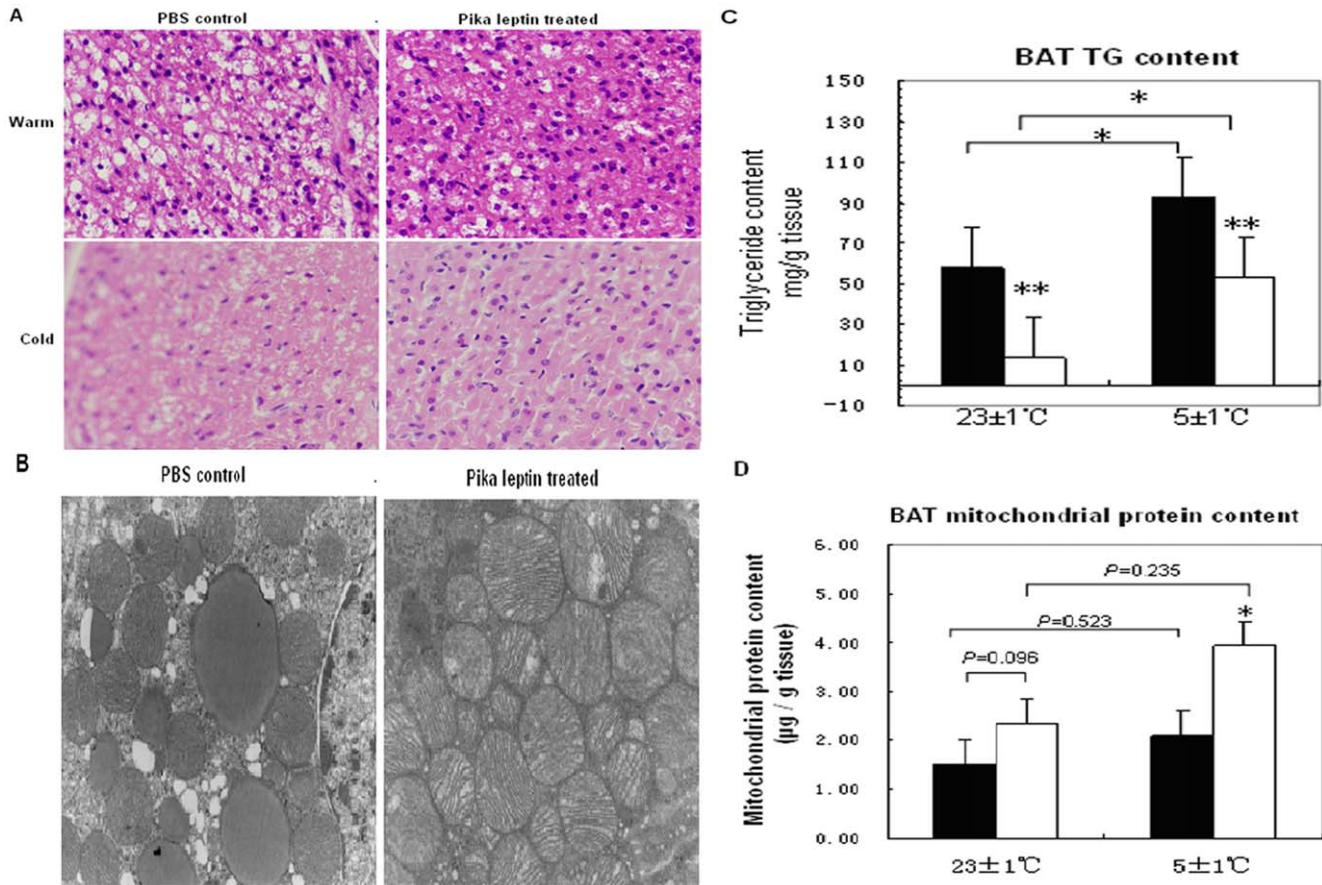 A
PBS control
Pika leptin treated
Warm
Cold
B
PBS control
Pika leptin treated
C
BAT TG content
Triglyceride content
mg/g tissue
150
130
110
90
70
50
30
10
-10
*
*
**
**
23±1℃
5±1℃
D
BAT mitochondrial protein content
Mitochondrial protein content
(µg / g tissue)
6.00
5.00
4.00
3.00
2.00
1.00
0.00
P=0.235
P=0.523
P=0.096
*
23±1℃
5±1℃